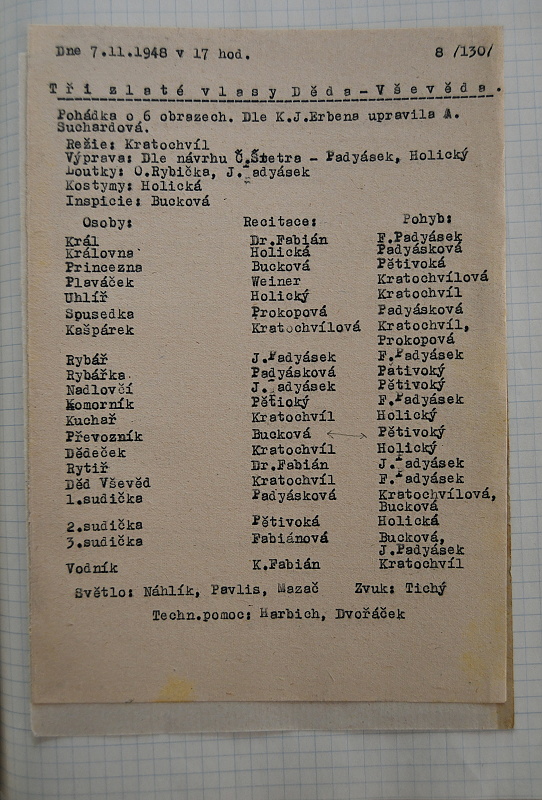 Dne 7.11.1948 v 17 hod. 8 /130/
Tři zlaté vlasy Děda-Vševěda.
Pohádka o 6 obrazech. Dle K.J.Erbena upravila A.
Suchardová.
Režie: Kratochvíl
Výprava: Dle návrhu Č.Štetra - Padyásek, Holický
Loutky: O.Rybička, J.Padyásek
Kostymy: Holická
Inspicie: Bucková
Osoby: Recitace: Pohyb:
Král Dr.Fabián F.Padyásek
Královna Holická Padyásková
Princezna Bucková Pětivoká
Plaváček Weiner Kratochvílová
Uhlíř Holický Kratochvíl
Sousedka Prokopová Padyásková
Kašpárek Kratochvílová Kratochvíl,
Prokopová
Rybář J.Padyásek F.Padyásek
Rybářka Padyásková Pativoký
Nadlovčí J.Padyásek Pětivoký
Komorník Pětioký F.Padyásek
Kuchař Kratochvíl Holický
Převozník Bucková Pětivoký
Dědeček Kratochvíl Holický
Rytíř Dr.Fabián J.Padyásek
Děd Vševěd Kratochvíl F.Padyásek
1.sudička Padyásková Kratochvílová,
Bucková
2.sudička Pětivoká Holická
3.sudička Fabiánová Bucková,
J.Padyásek
Vodník K.Fabián Kratochvíl
Světlo: Náhlík, Pavlis, Mazač Zvuk: Tichý
Techn.pomoc: Harbich, Dvořáček